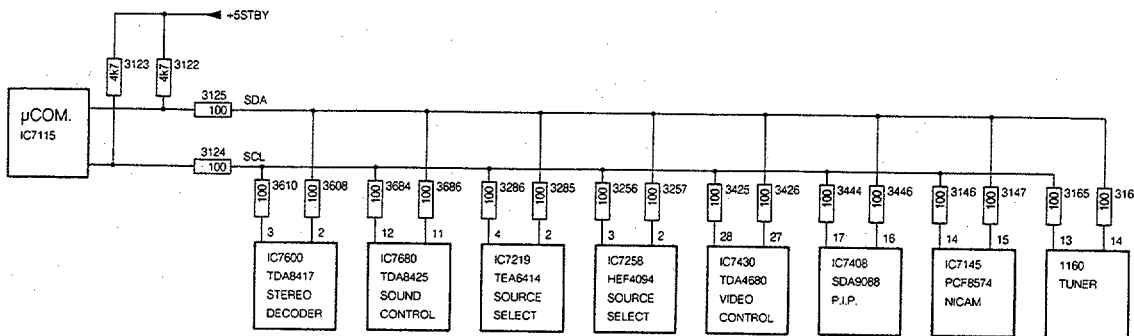 +5STBY
4k7
3123
4k7
3122
3125
100
SDA
µCOM.
IC7115
3124
100
SCL
100
3610
100
3608
100
3684
100
3686
100
3286
100
3285
100
3256
100
3257
100
3425
100
3426
100
3444
100
3446
100
3146
100
3147
100
3165
100
316
3
2
12
11
4
2
3
2
28
27
17
16
14
15
13
14
IC7600
TDA8417
STEREO
DECODER
IC7680
TDA8425
SOUND
CONTROL
IC7219
TEA6414
SOURCE
SELECT
IC7258
HEF4094
SOURCE
SELECT
IC7430
TDA4680
VIDEO
CONTROL
IC7408
SDA9088
P.I.P.
IC7145
PCF8574
NICAM
1160
TUNER